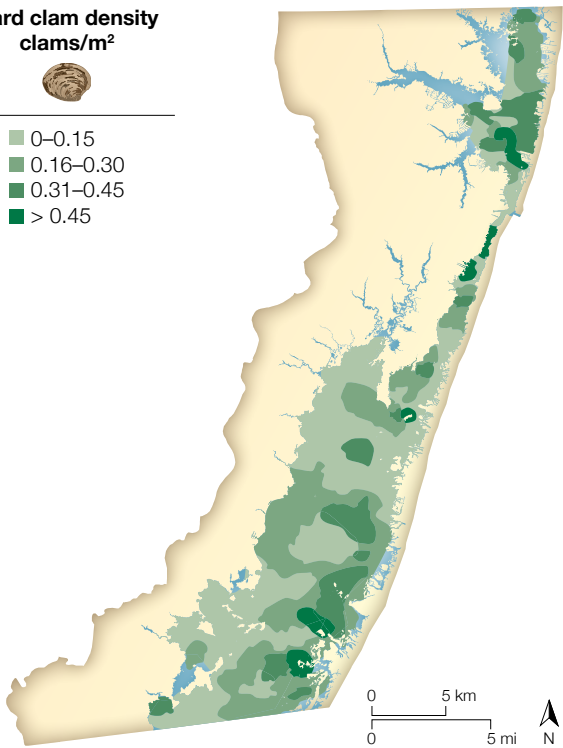 ard clam density
clams/m²
0–0.15
0.16–0.30
0.31–0.45
> 0.45
0 5 km
0 5 mi
N